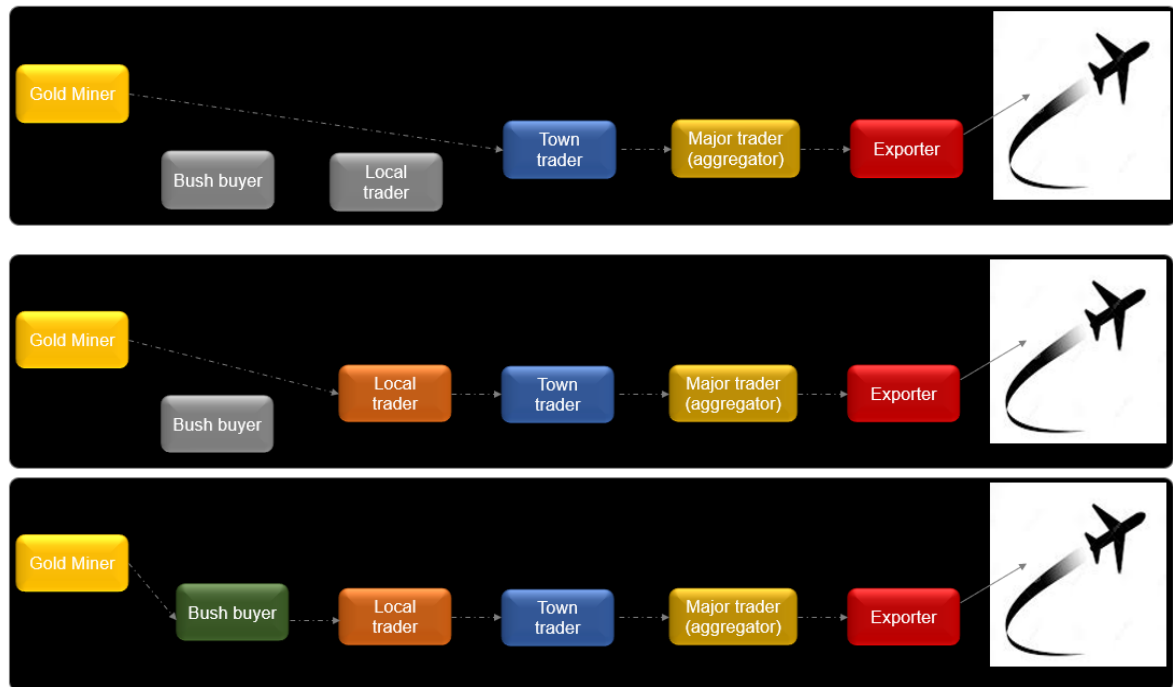 Gold Miner
Bush buyer
Local
trader
Town
trader
Major trader
(aggregator)
Exporter
Gold Miner
Bush buyer
Local
trader
Town
trader
Major trader
(aggregator)
Exporter
Gold Miner
Bush buyer
Local
trader
Town
trader
Major trader
(aggregator)
Exporter